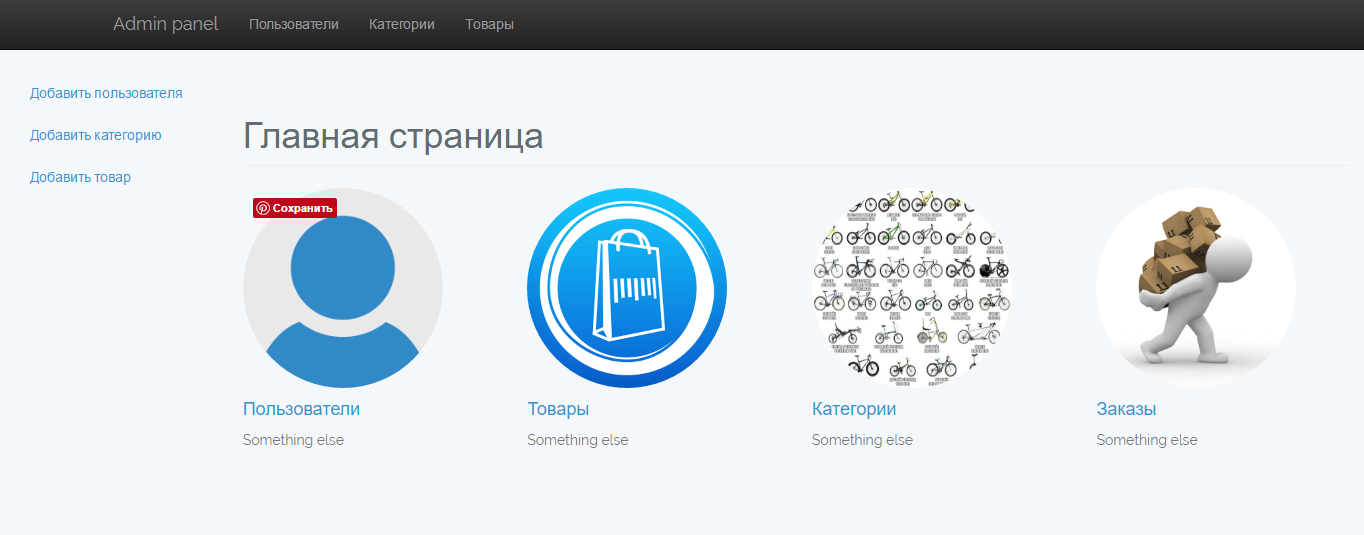 Admin panel Пользователи Категории Товары
Добавить пользователя
Добавить категорию
Добавить товар
Главная страница
Сохранить
Пользователи
Something else
Товары
Something else
Категории
Something else
Заказы
Something else